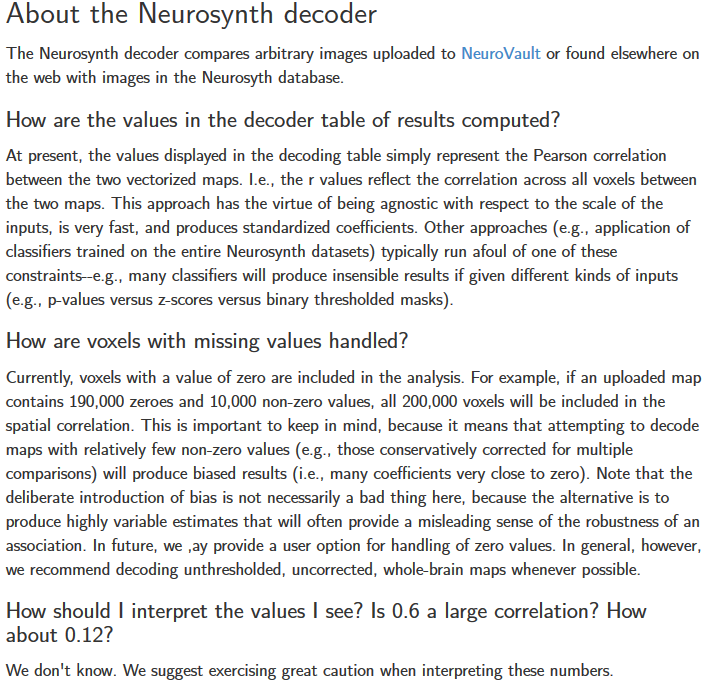 About the Neurosynth decoder
The Neurosynth decoder compares arbitrary images uploaded to NeuroVault or found elsewhere on
the web with images in the Neurosyth database.
How are the values in the decoder table of results computed?
At present, the values displayed in the decoding table simply represent the Pearson correlation
between the two vectorized maps. I.e., the r values reflect the correlation across all voxels between
the two maps. This approach has the virtue of being agnostic with respect to the scale of the
inputs, is very fast, and produces standardized coefficients. Other approaches (e.g., application of
classifiers trained on the entire Neurosynth datasets) typically run afoul of one of these
constraints--e.g., many classifiers will produce insensible results if given different kinds of inputs
(e.g., p-values versus z-scores versus binary thresholded masks).
How are voxels with missing values handled?
Currently, voxels with a value of zero are included in the analysis. For example, if an uploaded map
contains 190,000 zeroes and 10,000 non-zero values, all 200,000 voxels will be included in the
spatial correlation. This is important to keep in mind, because it means that attempting to decode
maps with relatively few non-zero values (e.g., those conservatively corrected for multiple
comparisons) will produce biased results (i.e., many coefficients very close to zero). Note that the
deliberate introduction of bias is not necessarily a bad thing here, because the alternative is to
produce highly variable estimates that will often provide a misleading sense of the robustness of an
association. In future, we ,ay provide a user option for handling of zero values. In general, however,
we recommend decoding unthresholded, uncorrected, whole-brain maps whenever possible.
How should I interpret the values I see? Is 0.6 a large correlation? How
about 0.12?
We don't know. We suggest exercising great caution when interpreting these numbers.